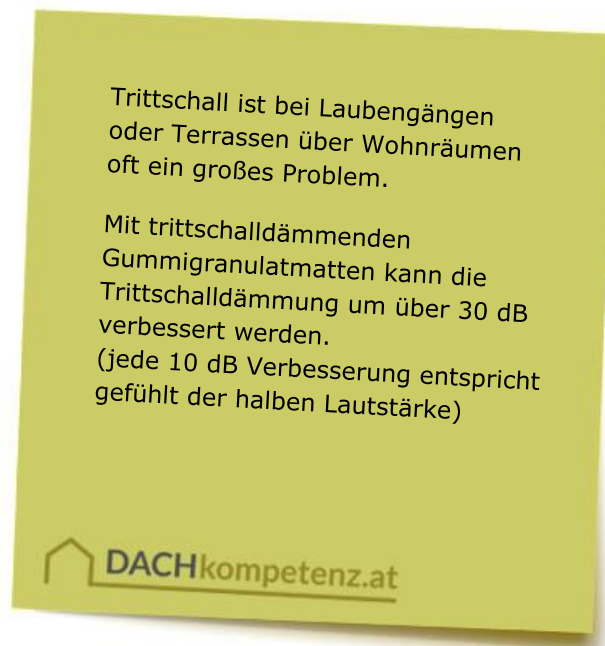 Trittschall ist bei Laubengängen
oder Terrassen über Wohnräumen
oft ein großes Problem.
Mit trittschalldämmenden
Gummigranulatmatten kann die
Trittschalldämmung um über 30 dB
verbessert werden.
(jede 10 dB Verbesserung entspricht
gefühlt der halben Lautstärke)
DACHkompetenz.at